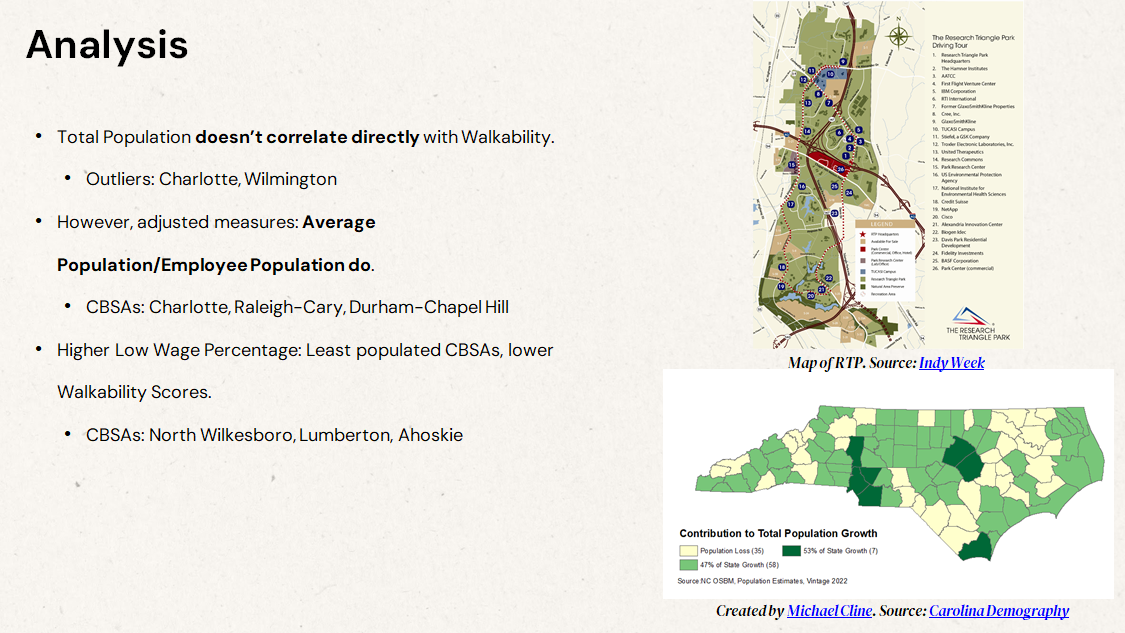 Analysis
• Total Population doesn't correlate directly with Walkability.
• Outliers: Charlotte, Wilmington
• However, adjusted measures: Average
Population/Employee Population do.
• CBSAs: Charlotte, Raleigh-Cary, Durham-Chapel Hill
• Higher Low Wage Percentage: Least populated CBSAs, lower
Walkability Scores.
• CBSAs: North Wilkesboro, Lumberton, Ahoskie
The Research Triangle Park
Driving Tour
1. Research Triangle Park
Headquarters
2. The Hamner Institutes
3. AATCC
4. First Flight Venture Center
5. IBM Corporation
6. RTI International
7. Former GlaxoSmithKline Properties
8. Cree, Inc.
9. GlaxoSmithKline
10. TUCASI Campus
11. Stiefel, a GSK Company
12. Troxler Electronic Laboratories, Inc.
13. United Therapeutics
14. Research Commons
15. Park Research Center
16. US Environmental Protection
Agency
17. National Institute for
Environmental Health Sciences
18. Credit Suisse
19. NetApp
20. Cisco
21. Alexandria Innovation Center
22. Biogen Idec
23. Davis Park Residential
Development
24. Fidelity Investments
25. BASF Corporation
26. Park Center (commercial)
LEGEND
RTP Headquarters
Available For Sale
Park Center
(Commercial, Office, Hotel)
Park Research Center
(Lab/Office)
TUCASI Campus
Research Triangle Park
Natural Area Preserve
Recreation Area
THE RESEARCH
TRIANGLE PARK
Map of RTP. Source: Indy Week
Contribution to Total Population Growth
Population Loss (35)
53% of State Growth (7)
47% of State Growth (58)
Source:NC OSBM, Population Estimates, Vintage 2022
Created by Michael Cline. Source: Carolina Demography